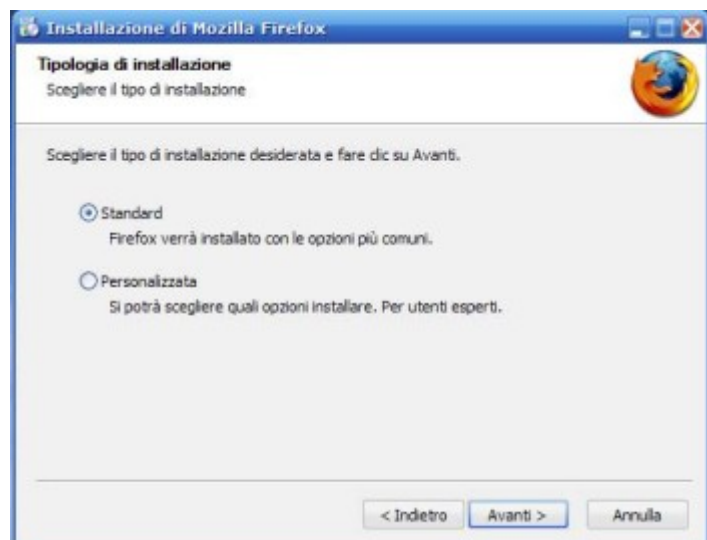 Installazione di Mozilla Firefox
Tipologia di installazione
Scegliere il tipo di installazione
Scegliere il tipo di installazione desiderata e fare clic su Avanti.
Standard
Firefox verrà installato con le opzioni più comuni.
Personalizzata
Si potrà scegliere quali opzioni installare. Per utenti esperti.
< Indietro
Avanti >
Annulla